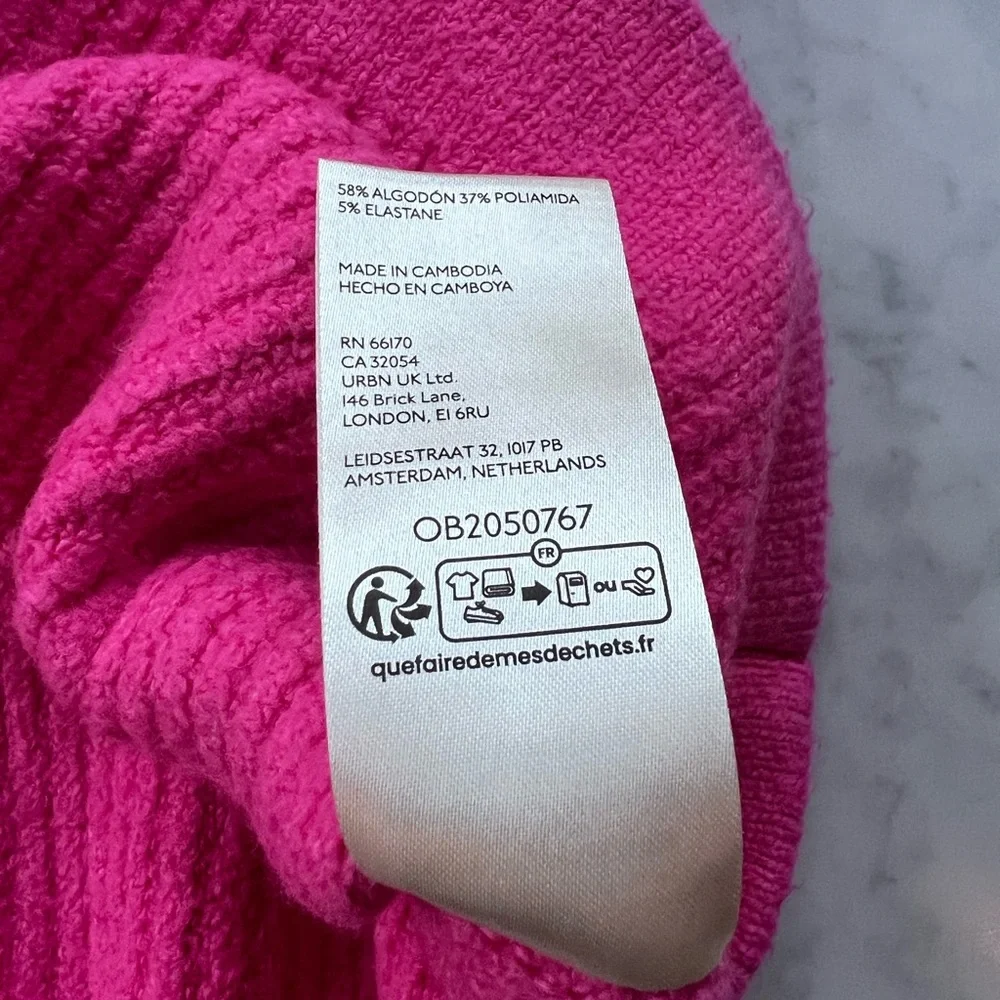 58% ALGODÓN 37% POLIAMIDA
5% ELASTANE
MADE IN CAMBODIA
HECHO EN CAMBOYA
RN 66170
CA 32054
URBN UK Ltd.
146 Brick Lane,
LONDON, E1 6RU
LEIDSESTRAAT 32, 1017 PB
AMSTERDAM, NETHERLANDS
OB2050767
FR
ou
quefairedemesdechets.fr